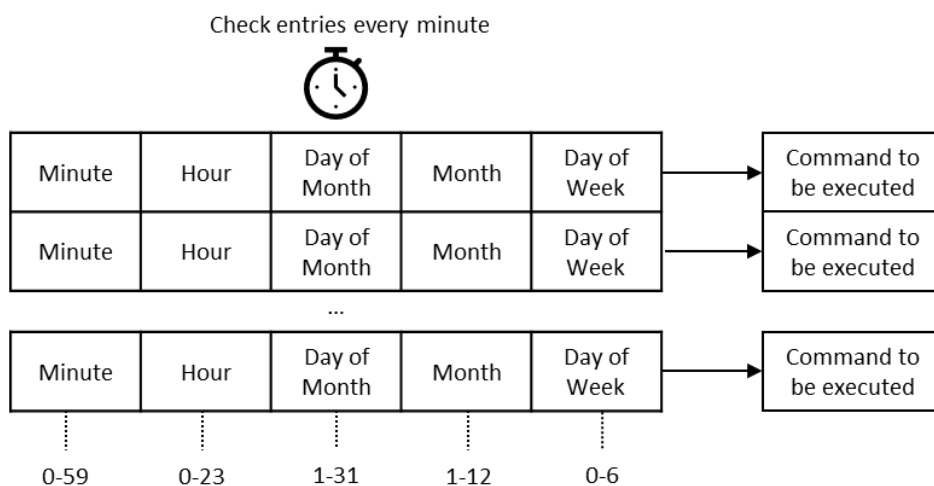 Check entries every minute
Minute Hour Day of Month Month Day of Week Command to be executed
Minute Hour Day of Month Month Day of Week Command to be executed
...
Minute Hour Day of Month Month Day of Week Command to be executed
0-59 0-23 1-31 1-12 0-6